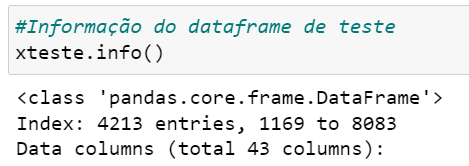 #Informação do dataframe de teste
xteste.info()
<class 'pandas.core.frame.DataFrame'>
Index: 4213 entries, 1169 to 8083
Data columns (total 43 columns):